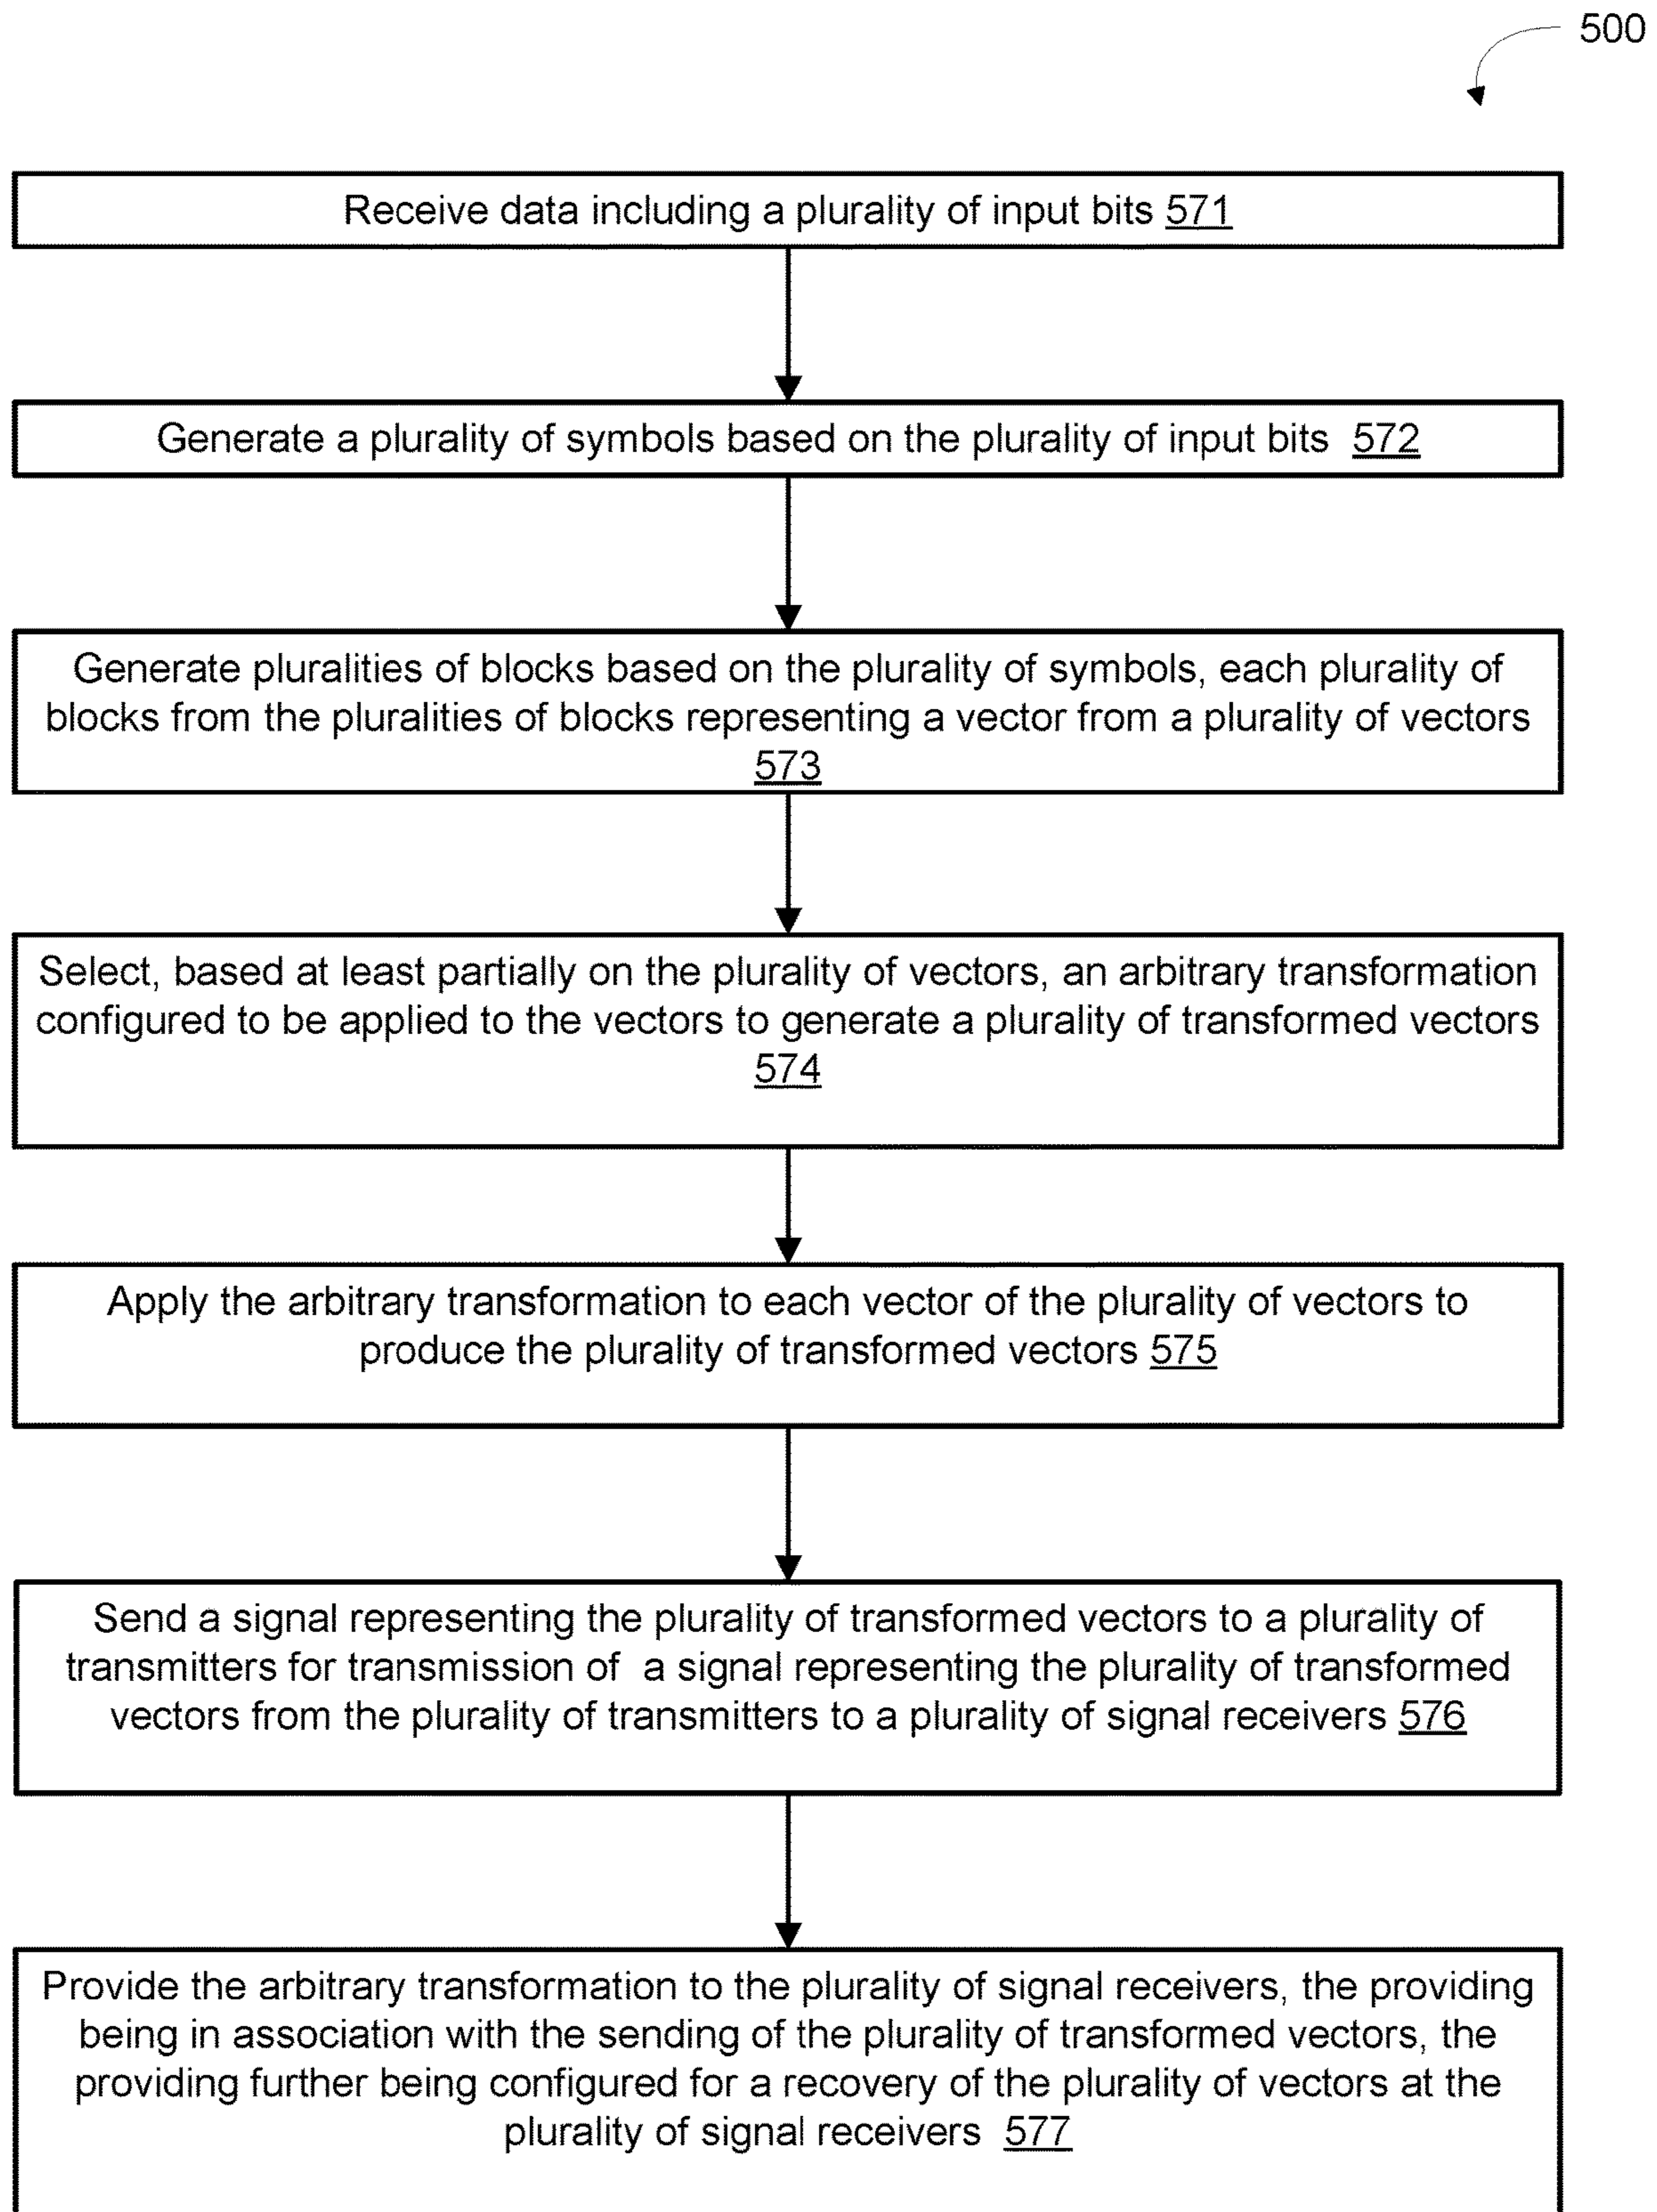 500
Receive data including a plurality of input bits 571
Generate a plurality of symbols based on the plurality of input bits 572
Generate pluralities of blocks based on the plurality of symbols, each plurality of
blocks from the pluralities of blocks representing a vector from a plurality of vectors
573
Select, based at least partially on the plurality of vectors, an arbitrary transformation
configured to be applied to the vectors to generate a plurality of transformed vectors
574
Apply the arbitrary transformation to each vector of the plurality of vectors to
produce the plurality of transformed vectors 575
Send a signal representing the plurality of transformed vectors to a plurality of
transmitters for transmission of a signal representing the plurality of transformed
vectors from the plurality of transmitters to a plurality of signal receivers 576
Provide the arbitrary transformation to the plurality of signal receivers, the providing
being in association with the sending of the plurality of transformed vectors, the
providing further being configured for a recovery of the plurality of vectors at the
plurality of signal receivers 577